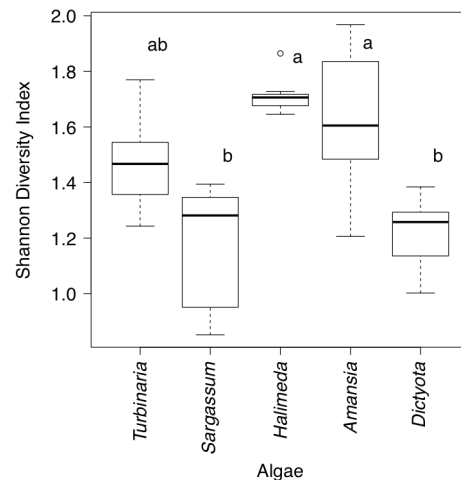 2.0
1.8
1.6
1.4
1.2
1.0
Shannon Diversity Index
ab
b
a
a
b
Turbinaria
Sargassum
Halimeda
Amansia
Dictyota
Algae